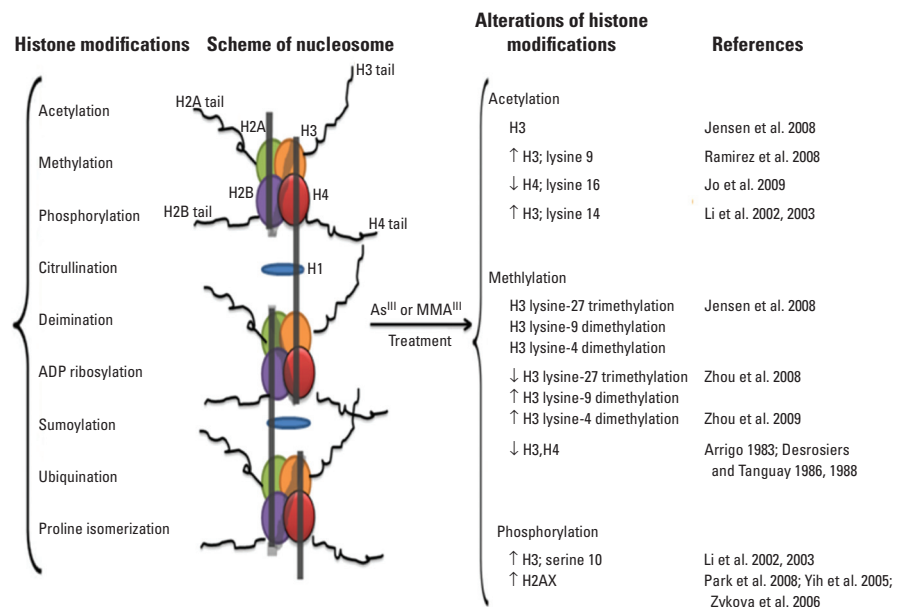 Histone modifications
Scheme of nucleosome
Alterations of histone
modifications
References
Acetylation
Methylation
Phosphorylation
Citrullination
Deimination
ADP ribosylation
Sumoylation
Ubiquination
Proline isomerization
H3 tail
H2A tail
H2A
H3
H2B
H4
H2B tail
H4 tail
H1
As^III or MMA^III
Treatment
Acetylation
H3 Jensen et al. 2008
↑ H3; lysine 9 Ramirez et al. 2008
↓ H4; lysine 16 Jo et al. 2009
↑ H3; lysine 14 Li et al. 2002, 2003
Methlylation
H3 lysine-27 trimethylation Jensen et al. 2008
H3 lysine-9 dimethylation
H3 lysine-4 dimethylation
↓ H3 lysine-27 trimethylation Zhou et al. 2008
↑ H3 lysine-9 dimethylation
↑ H3 lysine-4 dimethylation Zhou et al. 2009
↓ H3,H4 Arrigo 1983; Desrosiers
and Tanguay 1986, 1988
Phosphorylation
↑ H3; serine 10 Li et al. 2002, 2003
↑ H2AX Park et al. 2008; Yih et al. 2005;
Zykova et al. 2006